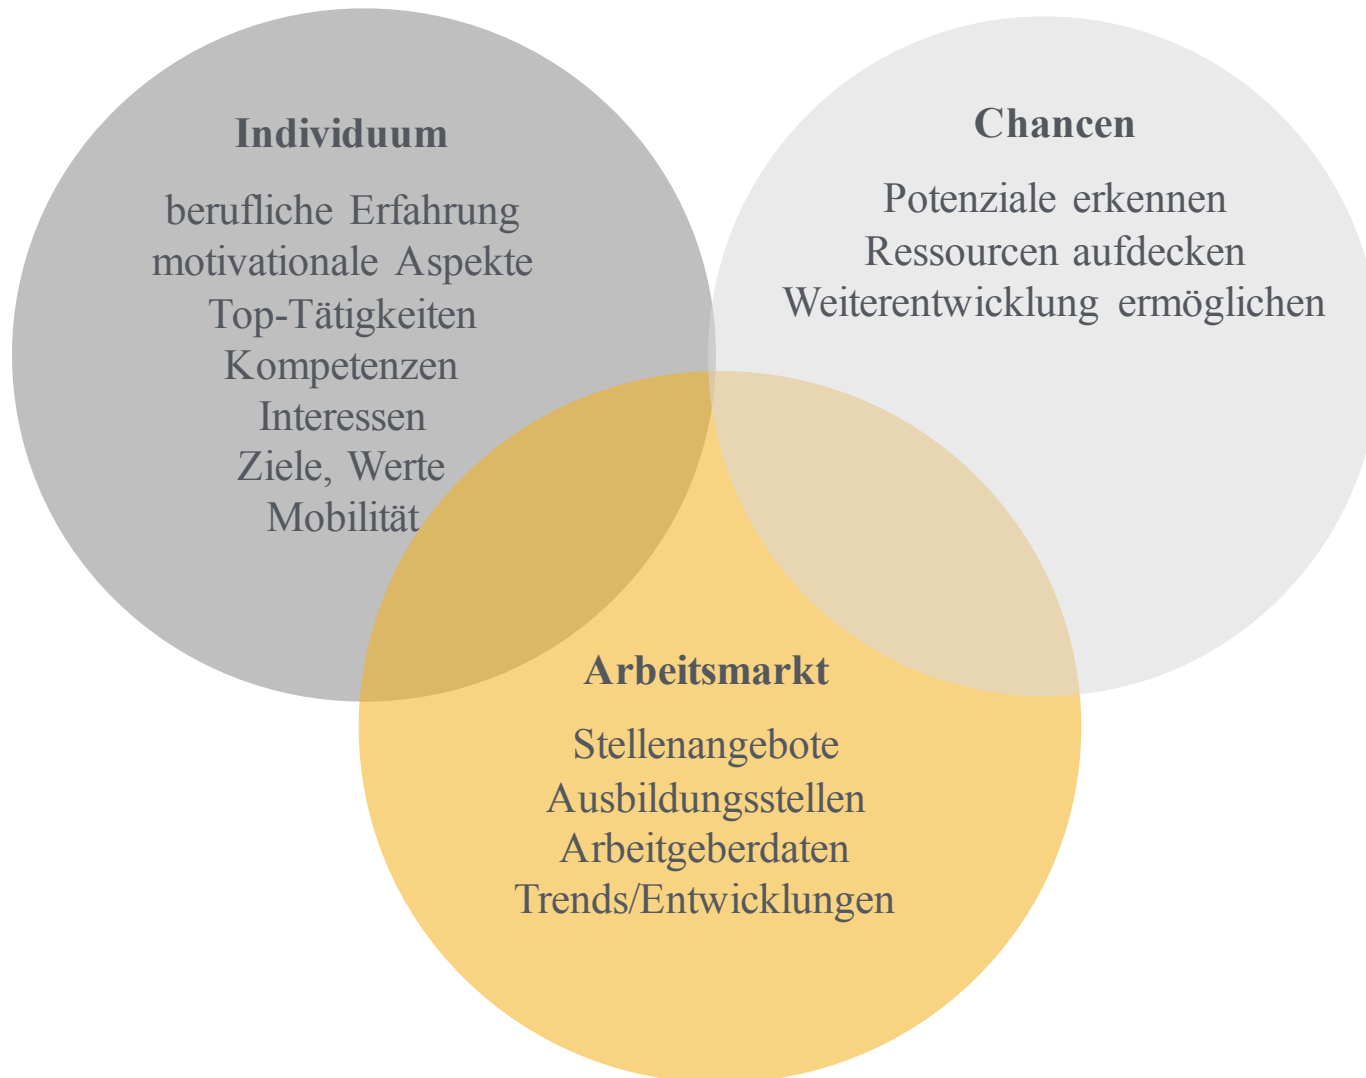 Individuum
berufliche Erfahrung
motivationale Aspekte
Top-Tätigkeiten
Kompetenzen
Interessen
Ziele, Werte
Mobilität
Chancen
Potenziale erkennen
Ressourcen aufdecken
Weiterentwicklung ermöglichen
Arbeitsmarkt
Stellenangebote
Ausbildungsstellen
Arbeitgeberdaten
Trends/Entwicklungen